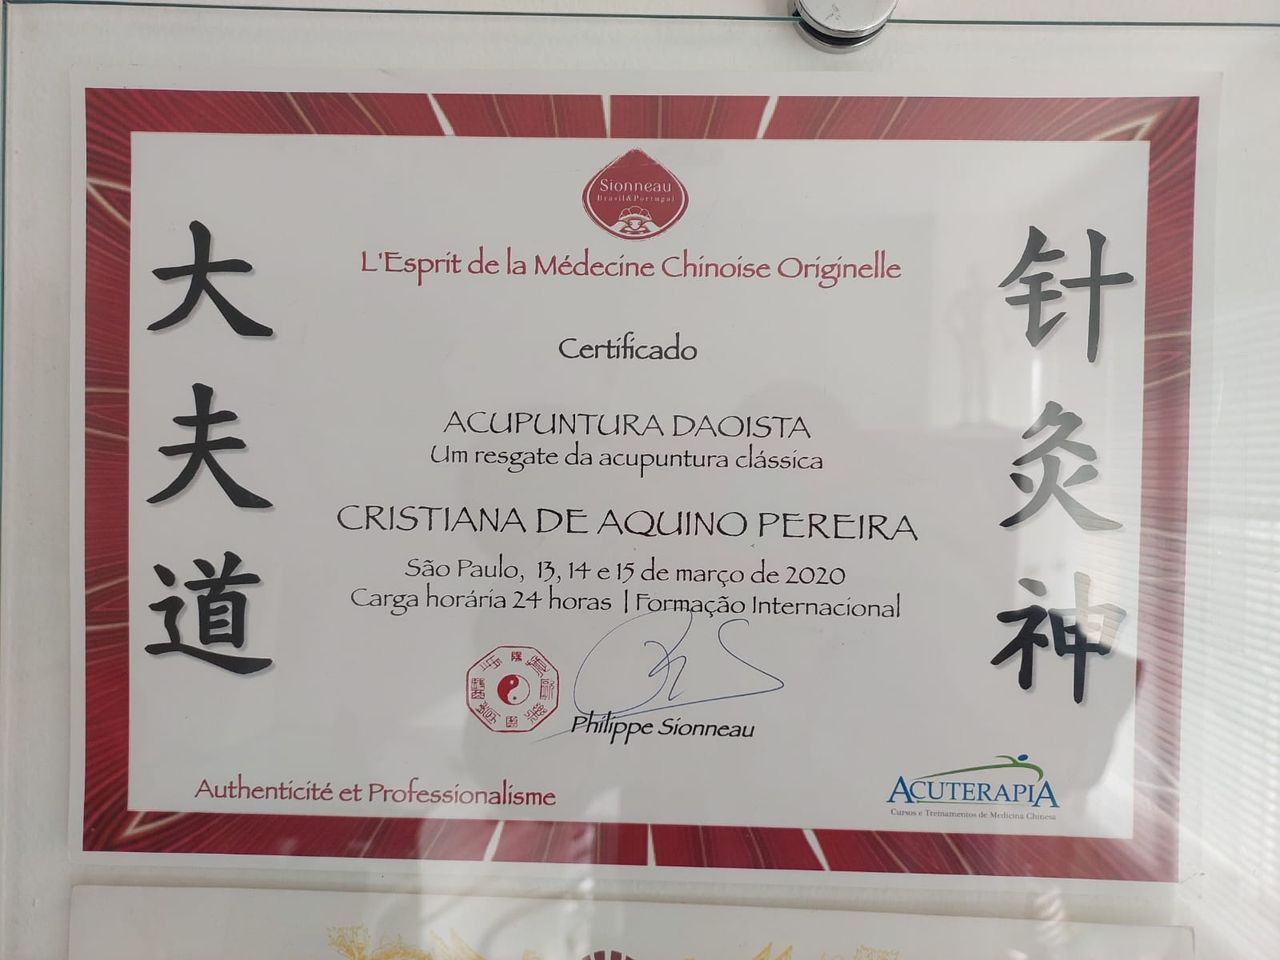 Sionneau
Brasil & Portugal
L'Esprit de la Médecine Chinoise Originelle
Certificado
ACUPUNTURA DAOISTA
Um resgate da acupuntura clássica
CRISTIANA DE AQUINO PEREIRA
São Paulo, 13, 14 e 15 de março de 2020
Carga horária 24 horas | Formação Internacional
Philippe Sionneau
Authenticité et Professionalisme
ACUTERAPIA
Cursos e Treinamentos de Medicina Chinesa
大夫道
针灸神